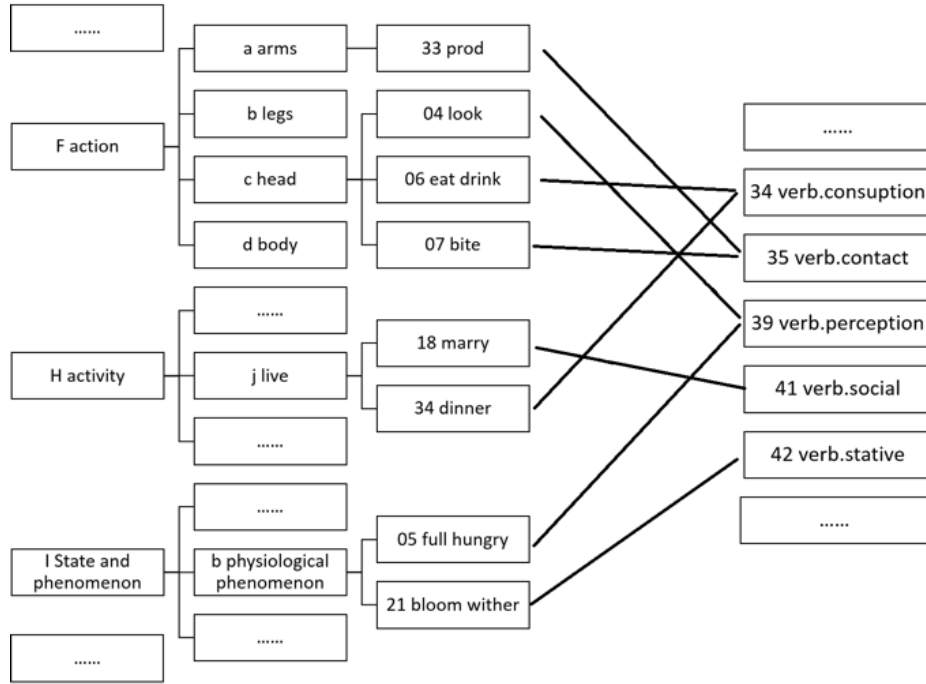 ......
F action
H activity
I State and
phenomenon
......
a arms
b legs
c head
d body
......
j live
......
......
b physiological
phenomenon
......
33 prod
04 look
06 eat drink
07 bite
18 marry
34 dinner
05 full hungry
21 bloom wither
......
34 verb.consuption
35 verb.contact
39 verb.perception
41 verb.social
42 verb.stative
......